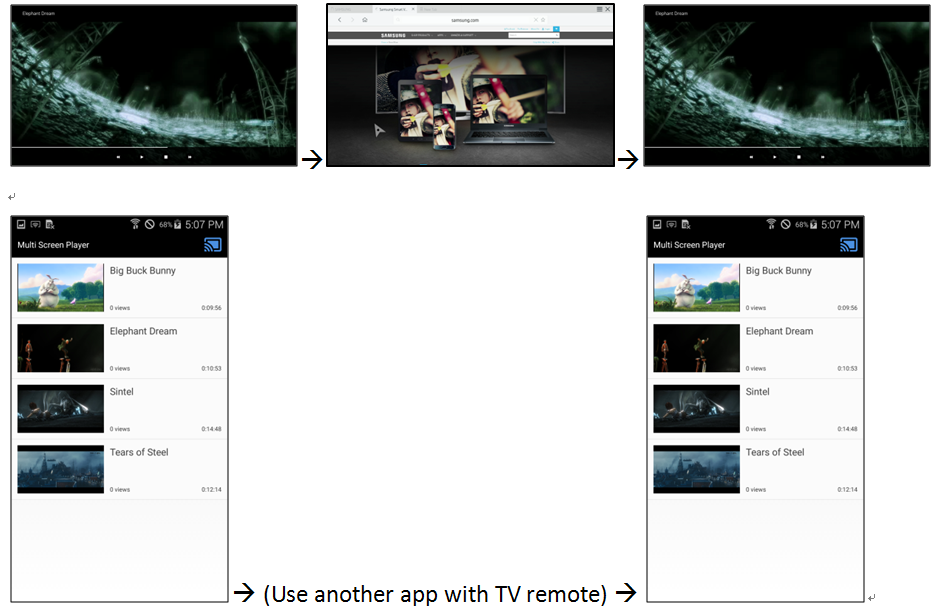 Elephant Dream
samsung.com
SAMSUNG
Elephant Dream
→ →
5:07 PM
68%
Multi Screen Player
Big Buck Bunny
0 views 0:09:56
Elephant Dream
0 views 0:10:53
Sintel
0 views 0:14:48
Tears of Steel
0 views 0:12:14
→ (Use another app with TV remote) →
68% 5:07 PM
Multi Screen Player
Big Buck Bunny
0 views 0:09:56
Elephant Dream
0 views 0:10:53
Sintel
0 views 0:14:48
Tears of Steel
0 views 0:12:14